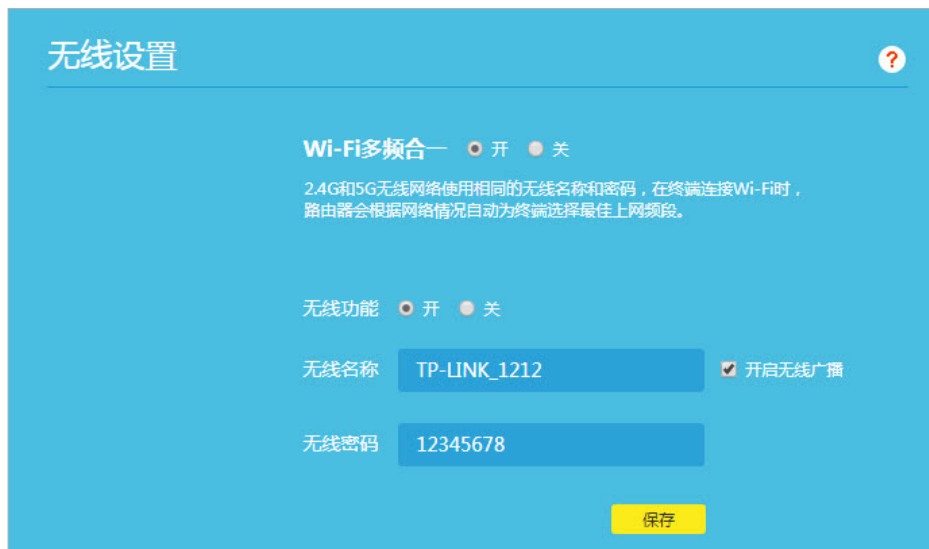 无线设置
?
Wi-Fi多频合一 开 关
2.4G和5G无线网络使用相同的无线名称和密码，在终端连接Wi-Fi时，
路由器会根据网络情况自动为终端选择最佳上网频段。
无线功能 开 关
无线名称 TP-LINK_1212 开启无线广播
无线密码 12345678
保存